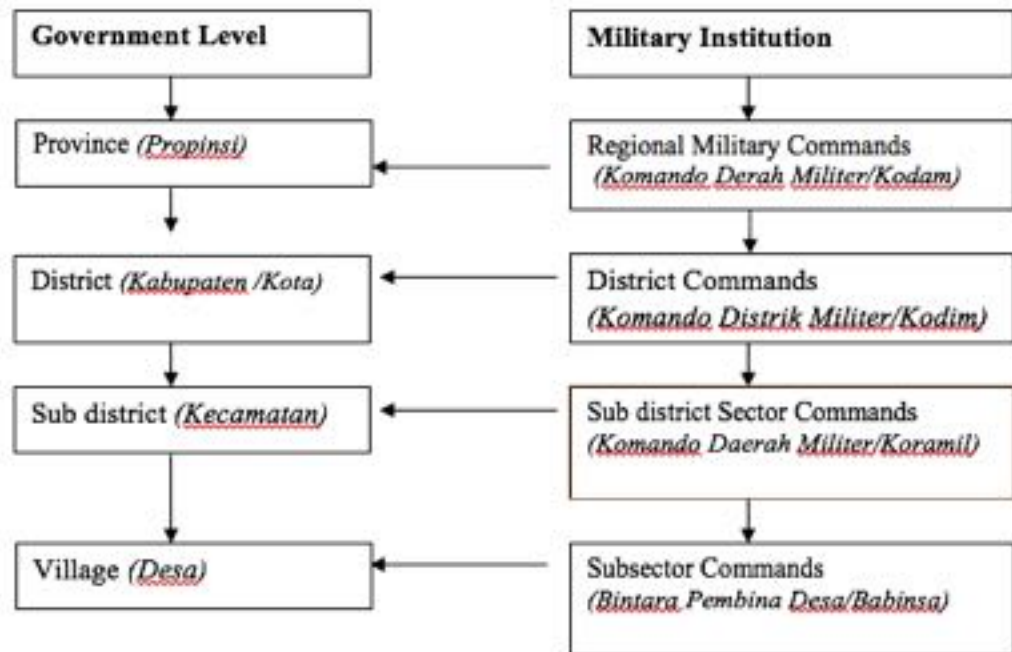 Government Level
Military Institution
Province (Propinsi)
Regional Military Commands
(Komando Derah Militer/Kodam)
District (Kabupaten /Kota)
District Commands
(Komando Distrik Militer/Kodim)
Sub district (Kecamatan)
Sub district Sector Commands
(Komando Daerah Militer/Koramil)
Village (Desa)
Subsector Commands
(Bintara Pembina Desa/Babinsa)